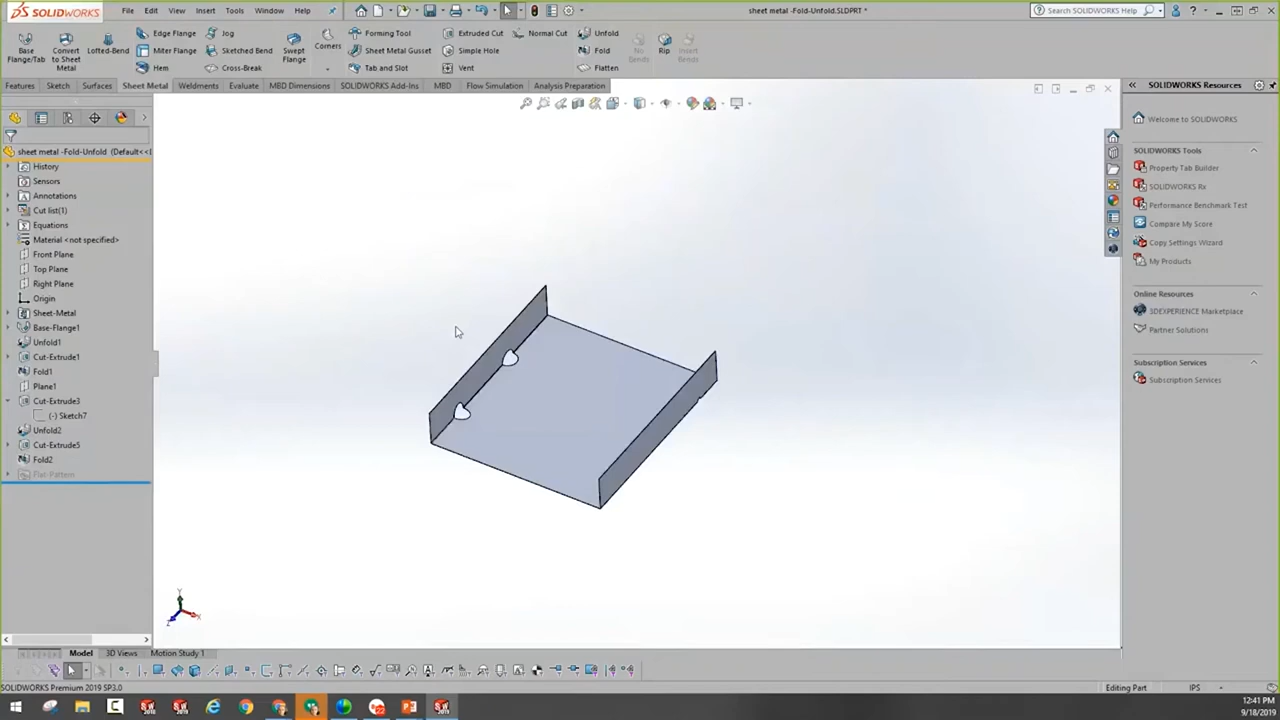 SOLIDWORKS
File
Edit
View
Insert
Tools
Window
Help
sheet metal -Fold-Unfold.SLDPRT *
Search SOLIDWORKS Help
Base
Flange/Tab
Convert
to Sheet
Metal
Lofted-Bend
Edge Flange
Miter Flange
Hem
Jog
Sketched Bend
Cross-Break
Swept
Flange
Corners
Forming Tool
Sheet Metal Gusset
Tab and Slot
Extruded Cut
Simple Hole
Vent
Normal Cut
Unfold
Fold
Flatten
No
Bends
Rip
Insert
Bends
Features
Sketch
Surfaces
Sheet Metal
Weldments
Evaluate
MBD Dimensions
SOLIDWORKS Add-Ins
MBD
Flow Simulation
Analysis Preparation
sheet metal -Fold-Unfold (Default<<
History
Sensors
Annotations
Cut list(1)
Equations
Material <not specified>
Front Plane
Top Plane
Right Plane
Origin
Sheet-Metal
Base-Flange1
Unfold1
Cut-Extrude1
Fold1
Plane1
Cut-Extrude3
(-) Sketch7
Unfold2
Cut-Extrude5
Fold2
Flat-Pattern
SOLIDWORKS Resources
Welcome to SOLIDWORKS
SOLIDWORKS Tools
Property Tab Builder
SOLIDWORKS Rx
Performance Benchmark Test
Compare My Score
Copy Settings Wizard
My Products
Online Resources
3DEXPERIENCE Marketplace
Partner Solutions
Subscription Services
Subscription Services
Y
X
Z
Model
3D Views
Motion Study 1
SOLIDWORKS Premium 2019 SP3.0
Editing Part
IPS
12:41 PM
9/18/2019